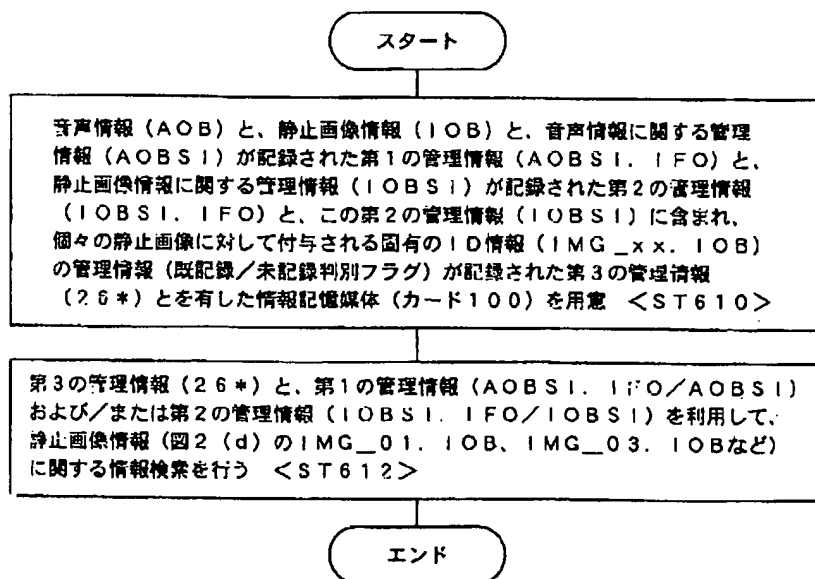 スタート
音声情報(AOB)と、静止画像情報(IOB)と、音声情報に関する管理
情報(AOBSI)が記録された第1の管理情報(AOBSI.IFO)と、
静止画像情報に関する管理情報(IOBSI)が記録された第2の管理情報
(IOBSI.IFO)と、この第2の管理情報(IOBSI)に含まれ、
個々の静止画像に対して付与される固有のID情報(IMG_xx.IOB)
の管理情報(既記録/未記録判別フラグ)が記録された第3の管理情報
(26*)とを有した情報記憶媒体(カード100)を用意 <ST610>
第3の管理情報(26*)と、第1の管理情報(AOBSI.IFO/AOBSI)
および/または第2の管理情報(IOBSI.IFO/IOBSI)を利用して、
静止画像情報(図2(d)のIMG_01.IOB、IMG_03.IOBなど)
に関する情報検索を行う <ST612>
エンド